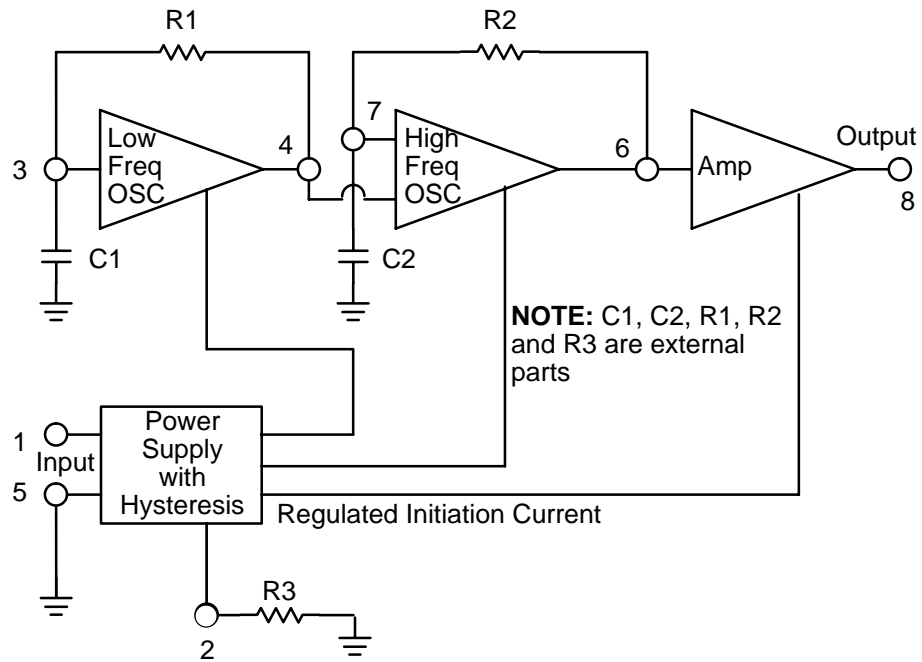 R1
R2
3
Low
Freq
OSC
4
7
High
Freq
OSC
6
Amp
Output
8
C1
C2
NOTE: C1, C2, R1, R2
and R3 are external
parts
1
Input
5
Power
Supply
with
Hysteresis
Regulated Initiation Current
R3
2